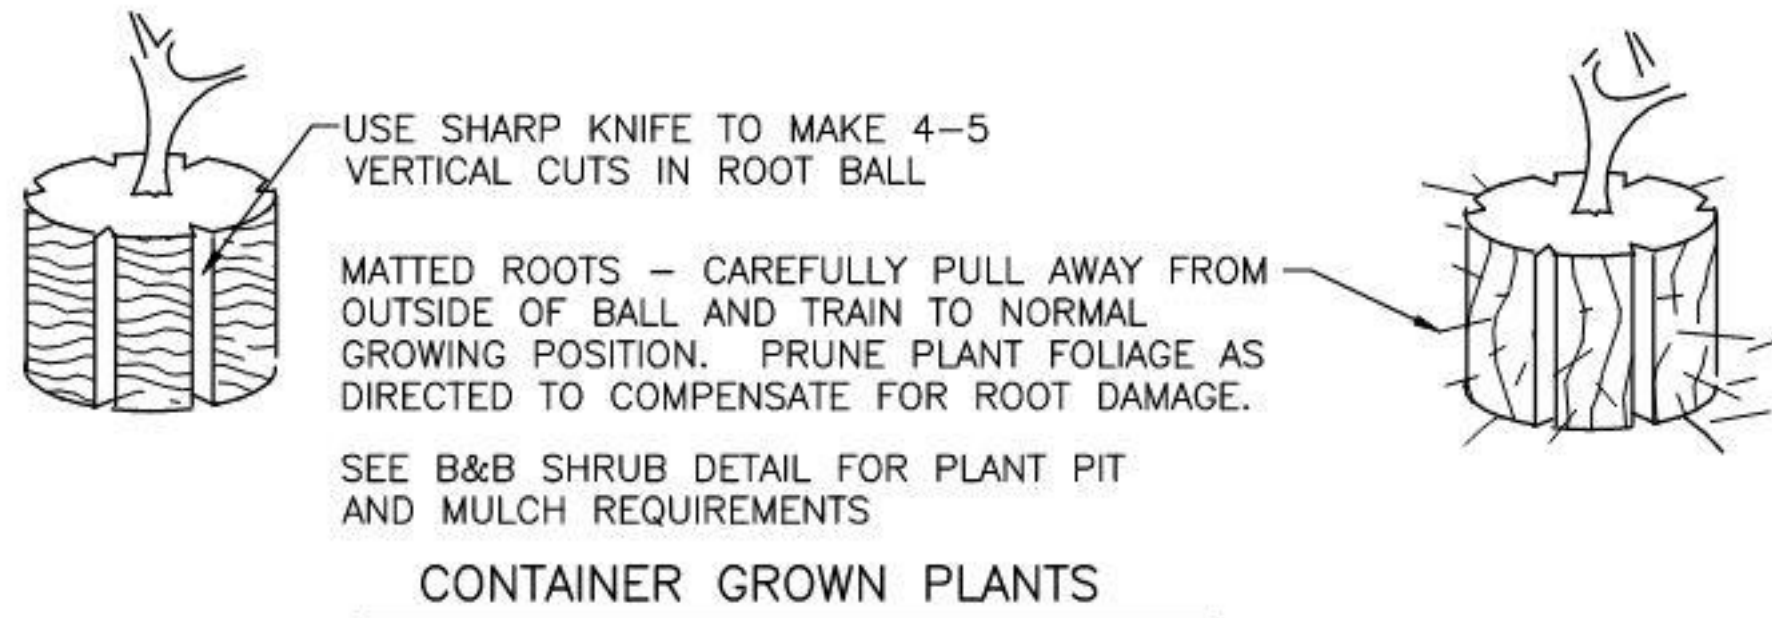 USE SHARP KNIFE TO MAKE 4-5
VERTICAL CUTS IN ROOT BALL
MATTED ROOTS - CAREFULLY PULL AWAY FROM
OUTSIDE OF BALL AND TRAIN TO NORMAL
GROWING POSITION. PRUNE PLANT FOLIAGE AS
DIRECTED TO COMPENSATE FOR ROOT DAMAGE.
SEE B&B SHRUB DETAIL FOR PLANT PIT
AND MULCH REQUIREMENTS
CONTAINER GROWN PLANTS